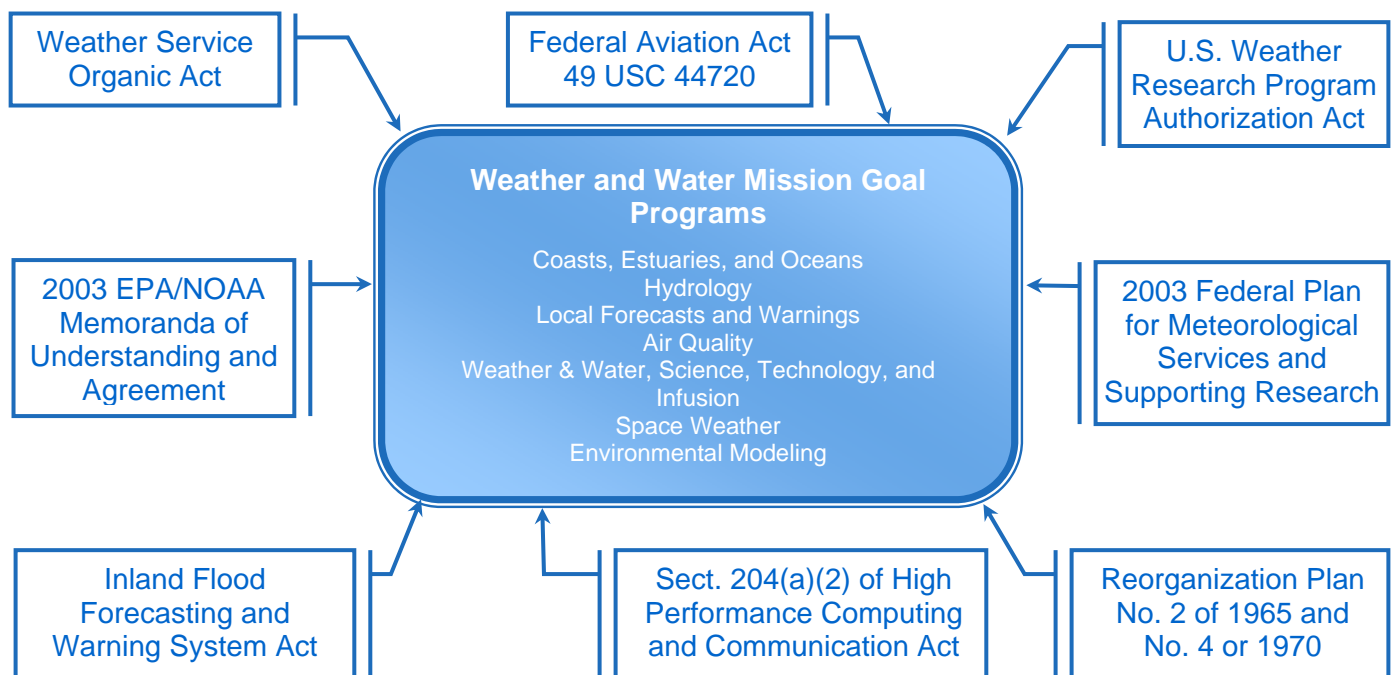 Weather Service
Organic Act
Federal Aviation Act
49 USC 44720
U.S. Weather
Research Program
Authorization Act
Weather and Water Mission Goal
Programs
Coasts, Estuaries, and Oceans
Hydrology
Local Forecasts and Warnings
Air Quality
Weather & Water, Science, Technology, and
Infusion
Space Weather
Environmental Modeling
2003 EPA/NOAA
Memoranda of
Understanding and
Agreement
2003 Federal Plan
for Meteorological
Services and
Supporting Research
Inland Flood
Forecasting and
Warning System Act
Sect. 204(a)(2) of High
Performance Computing
and Communication Act
Reorganization Plan
No. 2 of 1965 and
No. 4 or 1970